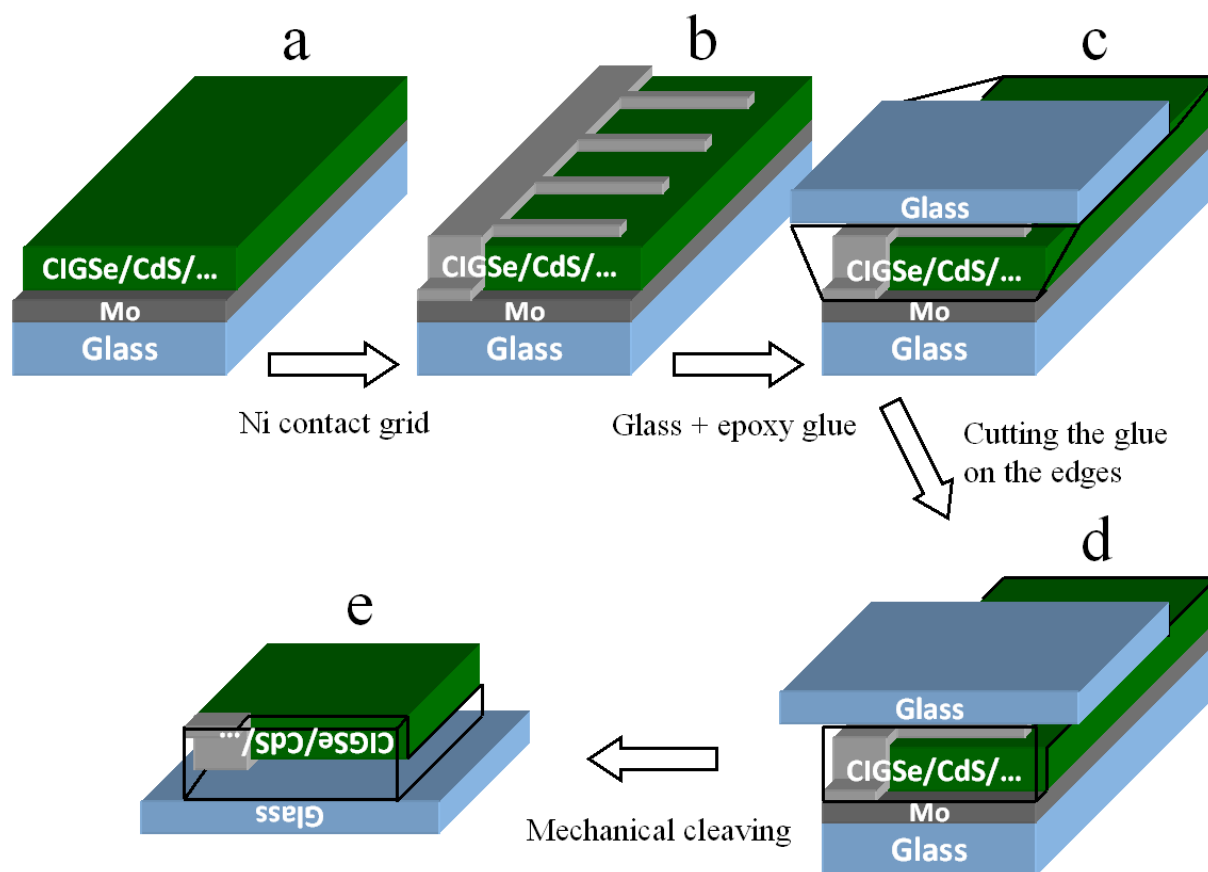 a
b
c
CIGSe/CdS/...
Mo
Glass
CIGSe/CdS/...
Mo
Glass
Glass
CIGSe/CdS/...
Mo
Glass
Ni contact grid
Glass + epoxy glue
Cutting the glue
on the edges
d
e
Glass
CIGSe/CdS/...
Mo
Glass
CIGSe/CdS/...
Glass
Mechanical cleaving